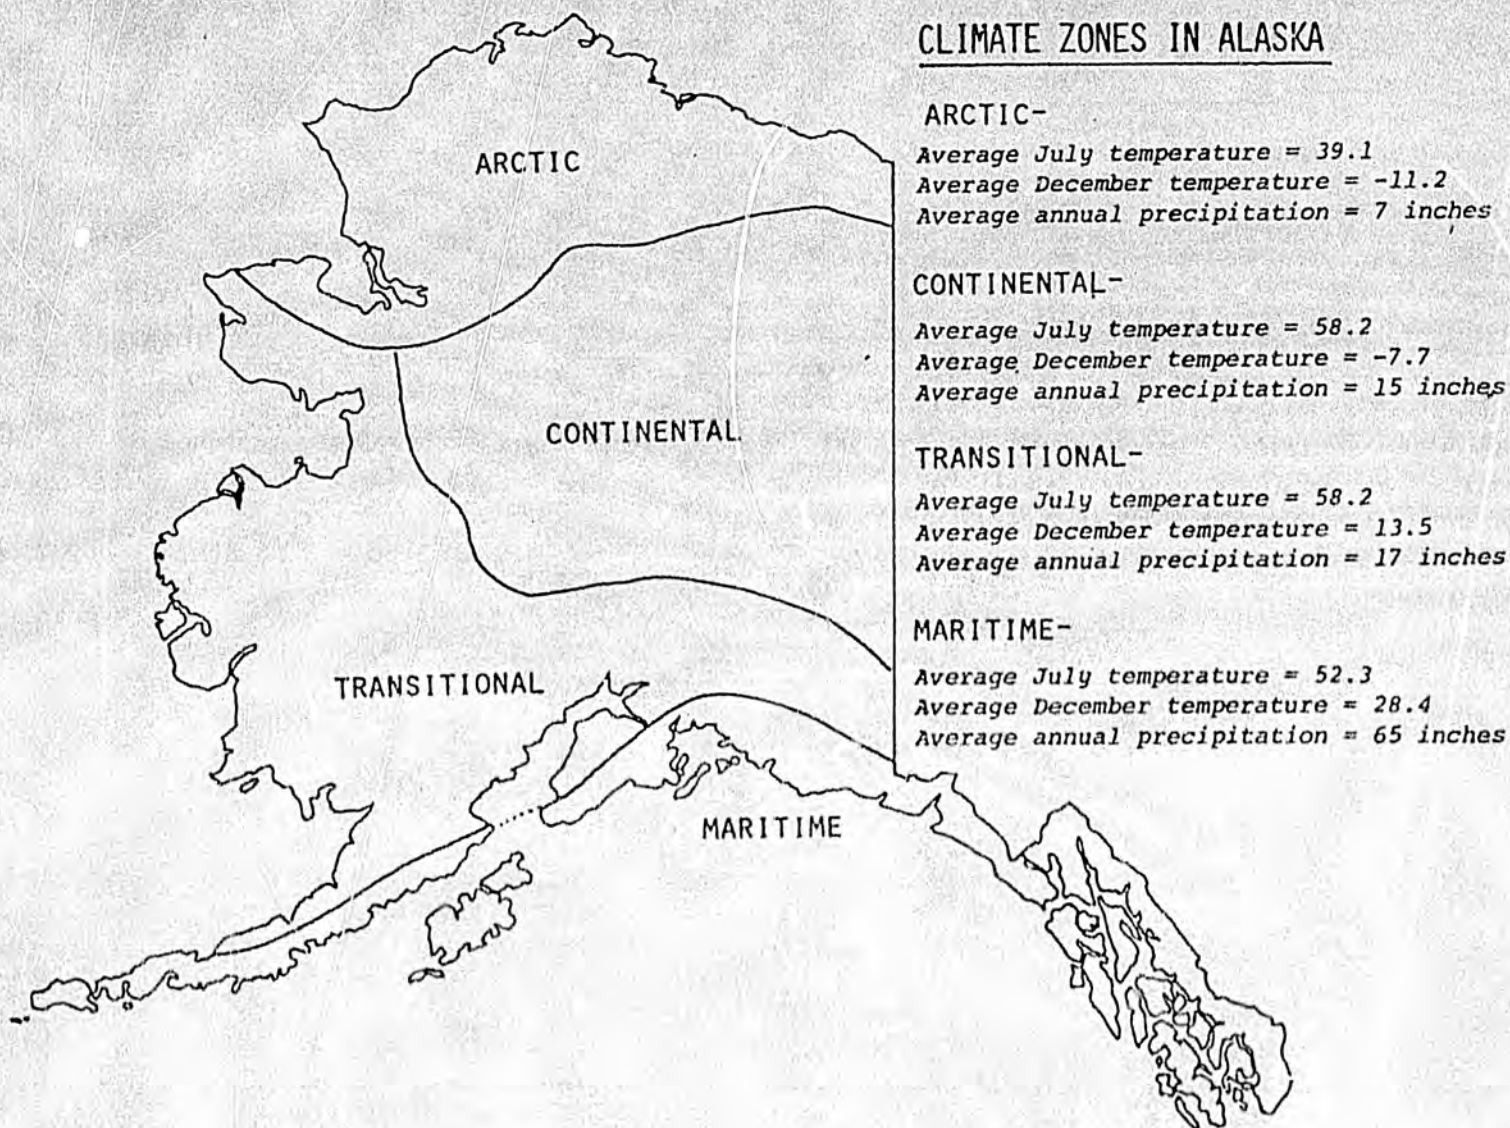 CLIMATE ZONES IN ALASKA
ARCTIC-
Average July temperature = 39.1
Average December temperature = -11.2
Average annual precipitation = 7 inches
CONTINENTAL-
Average July temperature = 58.2
Average December temperature = -7.7
Average annual precipitation = 15 inches
TRANSITIONAL-
Average July temperature = 58.2
Average December temperature = 13.5
Average annual precipitation = 17 inches
MARITIME-
Average July temperature = 52.3
Average December temperature = 28.4
Average annual precipitation = 65 inches
ARCTIC
CONTINENTAL
TRANSITIONAL
MARITIME